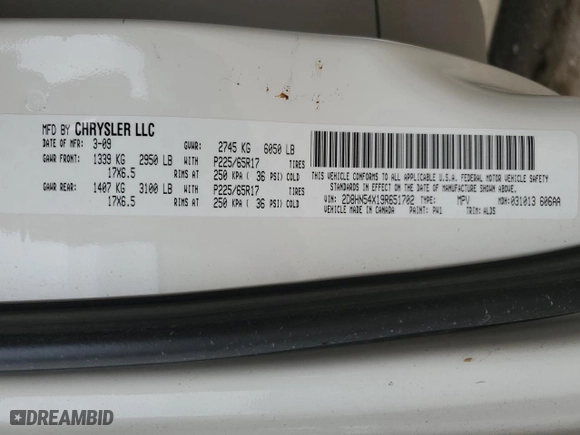 MFD BY CHRYSLER LLC
DATE OF MFR: 3-09 GVWR: 2745 KG 6050 LB
GAWR FRONT: 1339 KG 2950 LB WITH P225/65R17 TIRES
17X6.5 RIMS AT 250 KPA ( 36 PSI) COLD
GAWR REAR: 1407 KG 3100 LB WITH P225/65R17 TIRES
17X6.5 RIMS AT 250 KPA ( 36 PSI) COLD
THIS VEHICLE CONFORMS TO ALL APPLICABLE U.S.A. FEDERAL MOTOR VEHICLE SAFETY
STANDARDS IN EFFECT ON THE DATE OF MANUFACTURE SHOWN ABOVE.
VIN: 2D8HN54X19R651702 TYPE: MPV MDH: 031013 606AA
VEHICLE MADE IN CANADA PAINT: PW1 TRIM: ALDS
DREAMBID